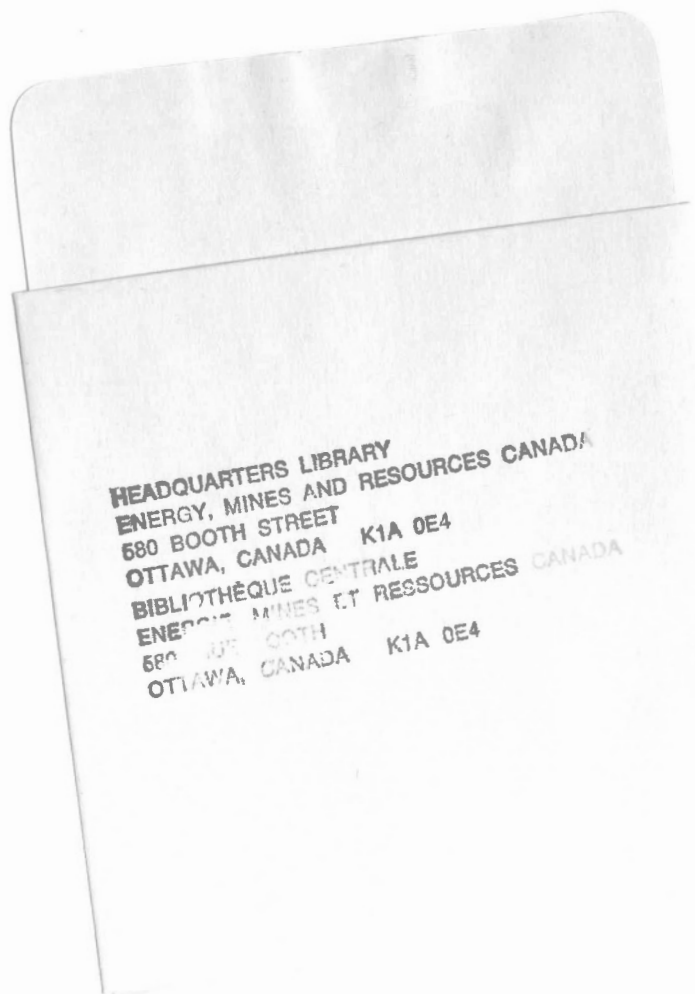 HEADQUARTERS LIBRARY
ENERGY, MINES AND RESOURCES CANADA
580 BOOTH STREET
OTTAWA, CANADA K1A 0E4
BIBLIOTHÈQUE CENTRALE
MINES ET RESSOURCES CANADA
580
OTTAWA, CANADA K1A 0E4